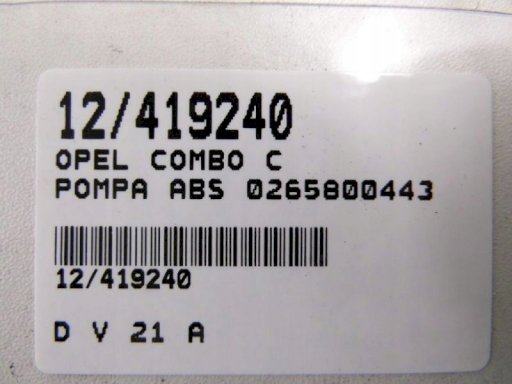 12/419240
OPEL COMBO C
POMPA ABS 0265800443
12/419240
D V 21 A